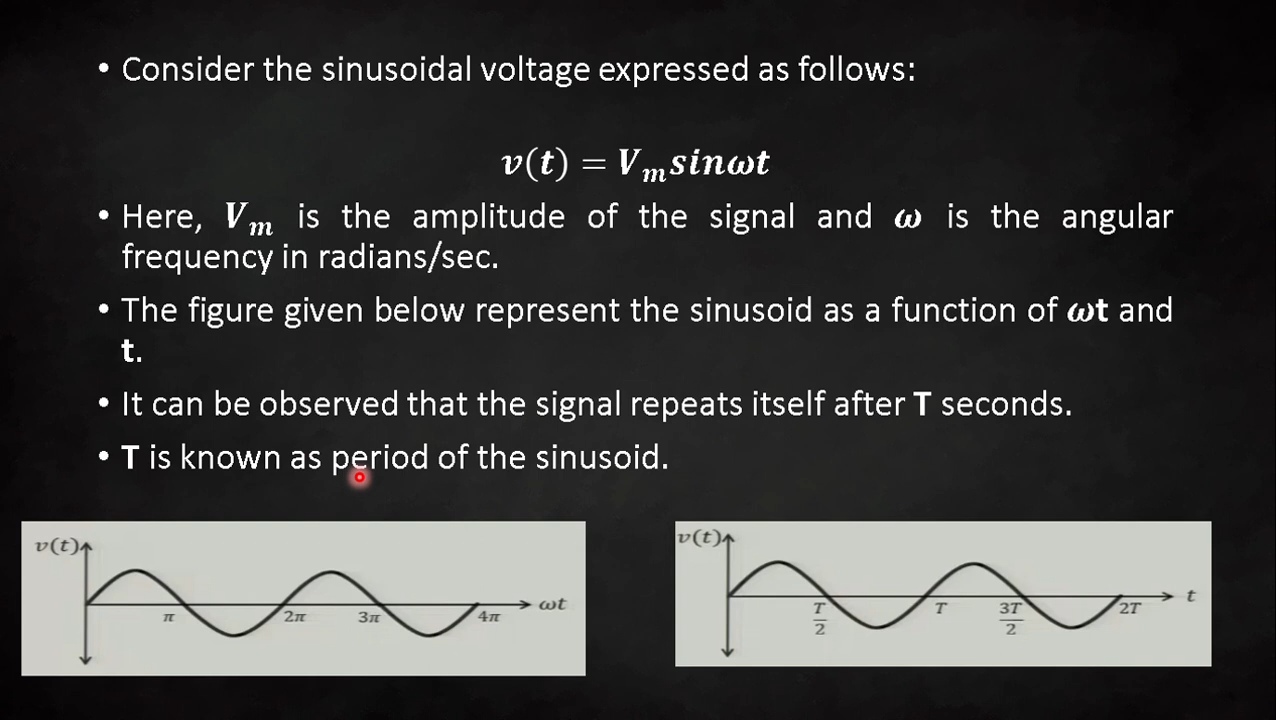 • Consider the sinusoidal voltage expressed as follows:
v(t) = Vₘsinωt
• Here, Vₘ is the amplitude of the signal and ω is the angular
frequency in radians/sec.
• The figure given below represent the sinusoid as a function of ωt and
t.
• It can be observed that the signal repeats itself after T seconds.
• T is known as period of the sinusoid.
v(t)
π 2π 3π 4π ωt
v(t)
T/2 T 3T/2 2T t